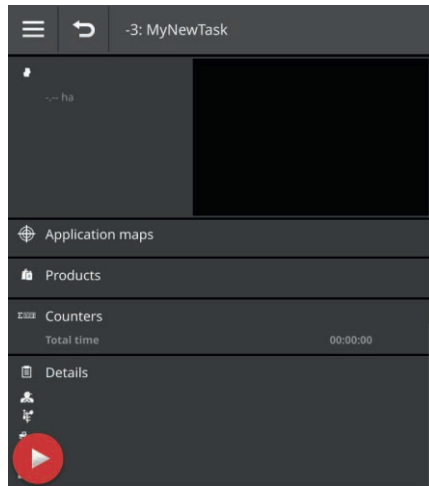 -3: MyNewTask
-.-- ha
Application maps
Products
Counters
Total time 00:00:00
Details